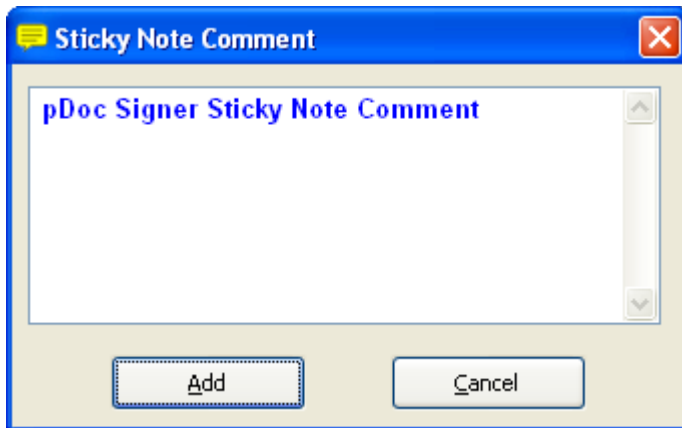 Sticky Note Comment
pDoc Signer Sticky Note Comment
Add
Cancel